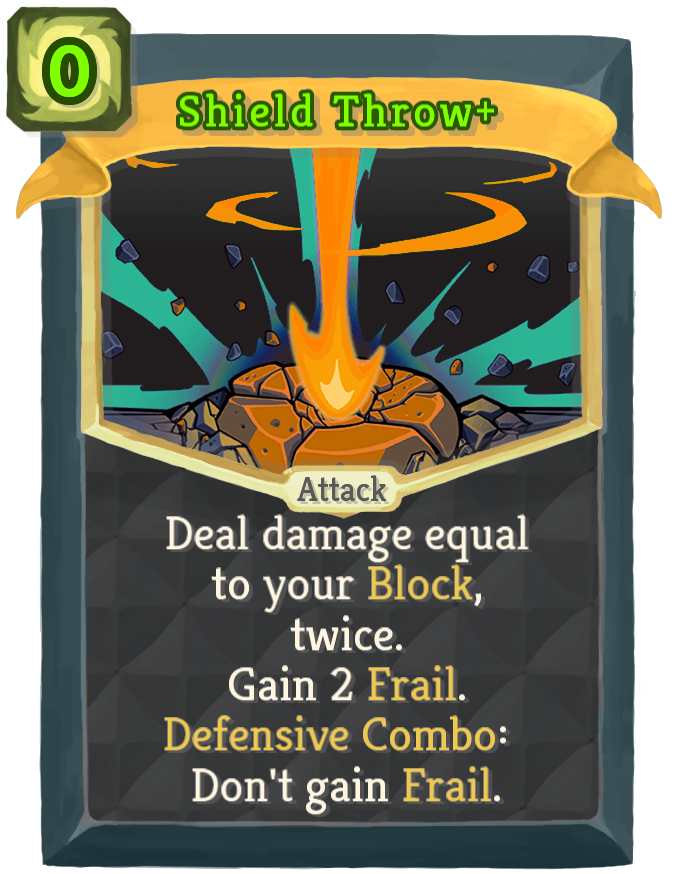 0
Shield Throw+
Attack
Deal damage equal
to your Block,
twice.
Gain 2 Frail.
Defensive Combo:
Don't gain Frail.